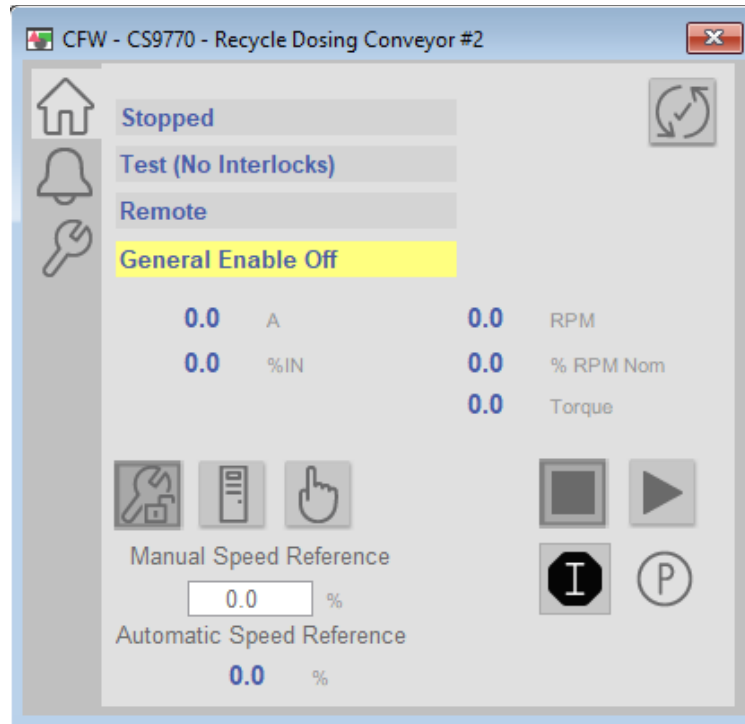 CFW - CS9770 - Recycle Dosing Conveyor #2
Stopped
Test (No Interlocks)
Remote
General Enable Off
0.0 A 0.0 RPM
0.0 %IN 0.0 % RPM Nom
0.0 Torque
Manual Speed Reference
0.0 %
I P
Automatic Speed Reference
0.0 %